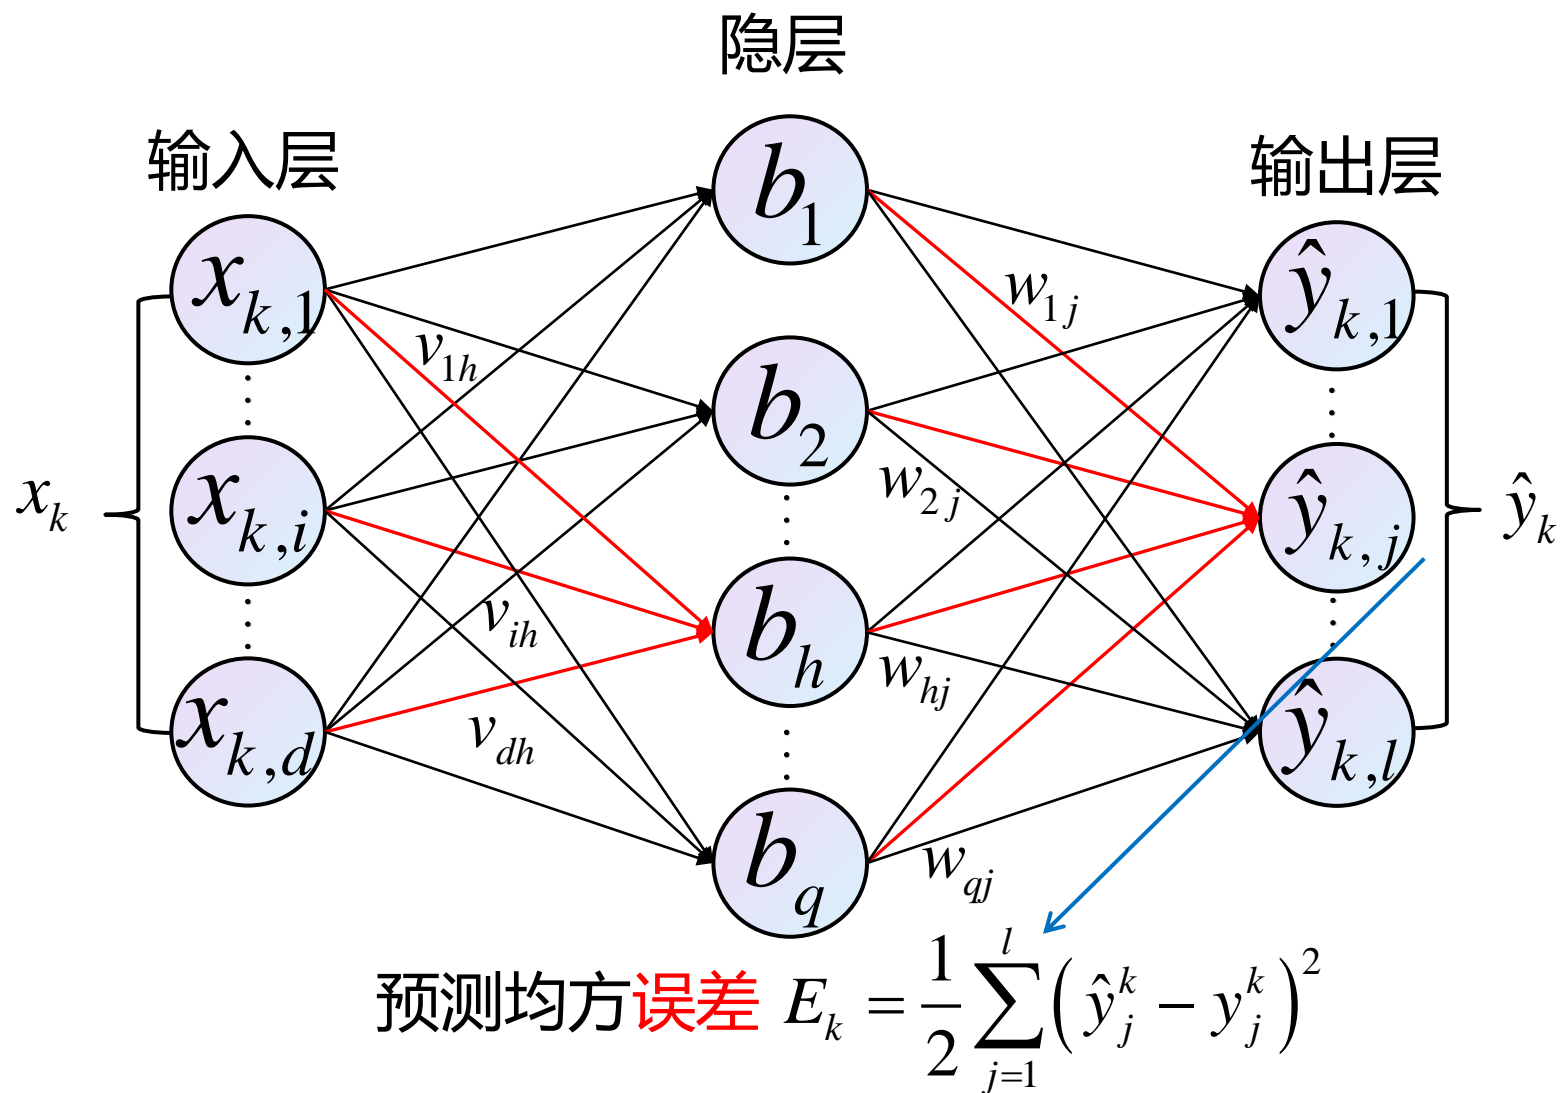 隐层
输入层
输出层
b_1
x_{k,1}
ŷ_{k,1}
w_{1j}
v_{1h}
b_2
x_k
x_{k,i}
w_{2j}
ŷ_{k,j}
ŷ_k
v_{ih}
b_h
w_{hj}
x_{k,d}
v_{dh}
ŷ_{k,l}
b_q
w_{qj}
预测均方误差 E_k = \frac{1}{2} \sum_{j=1}^{l} (ŷ_j^k − y_j^k)^2